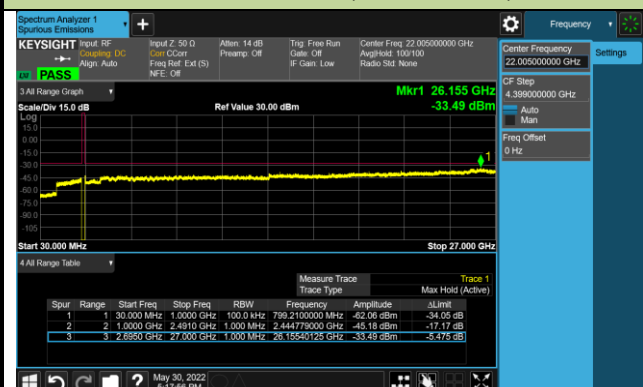 Spectrum Analyzer 1
Spurious Emissions
+
Frequency
KEYSIGHT
Input: RF
Coupling: DC
Align: Auto
Input Z: 50 Ω
Corr CCorr
Freq Ref: Ext (S)
NFE: Off
Atten: 14 dB
Preamp: Off
Trig: Free Run
Gate: Off
IF Gain: Low
Center Freq: 22.005000000 GHz
Avg|Hold: 100/100
Radio Std: None
PASS
Center Frequency
22.005000000 GHz
Settings
CF Step
4.399000000 GHz
Auto
Man
Freq Offset
0 Hz
3 All Range Graph
Mkr1 26.155 GHz
Scale/Div 15.0 dB
Ref Value 30.00 dBm
-33.49 dBm
Log
15.0
0.00
-15.0
-30.0
-45.0
-60.0
-75.0
-90.0
-105
1
Start 30.000 MHz
Stop 27.000 GHz
4 All Range Table
Measure Trace Trace 1
Trace Type Max Hold (Active)
Spur Range Start Freq Stop Freq RBW Frequency Amplitude ΔLimit
1 1 30.000 MHz 1.0000 GHz 100.0 kHz 799.2100000 MHz -62.06 dBm -34.05 dB
2 2 1.0000 GHz 2.4910 GHz 1.000 MHz 2.444779000 GHz -45.18 dBm -17.17 dB
3 3 2.6950 GHz 27.000 GHz 1.000 MHz 26.15540125 GHz -33.49 dBm -5.475 dB
?
May 30, 2022
5:17:56 PM